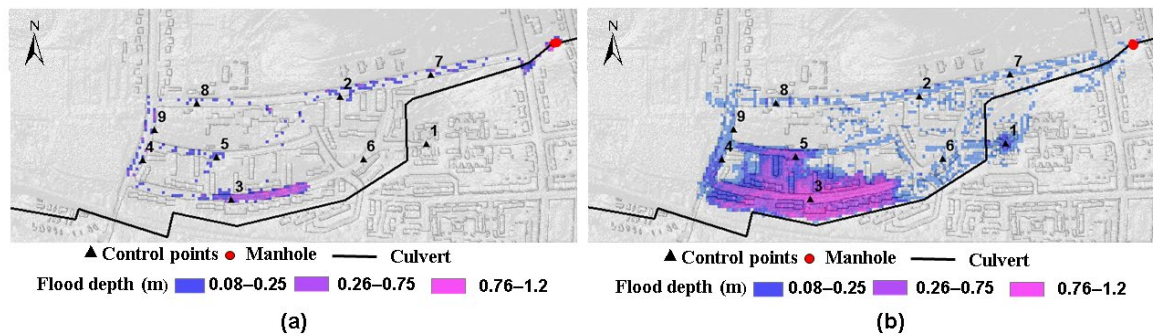 N
7
2
8
9
5
4
6
1
3
N
7
2
8
9
1
4
5
6
3
Control points Manhole Culvert
Flood depth (m) 0.08–0.25 0.26–0.75 0.76–1.2
(a)
Control points Manhole Culvert
Flood depth (m) 0.08–0.25 0.26–0.75 0.76–1.2
(b)